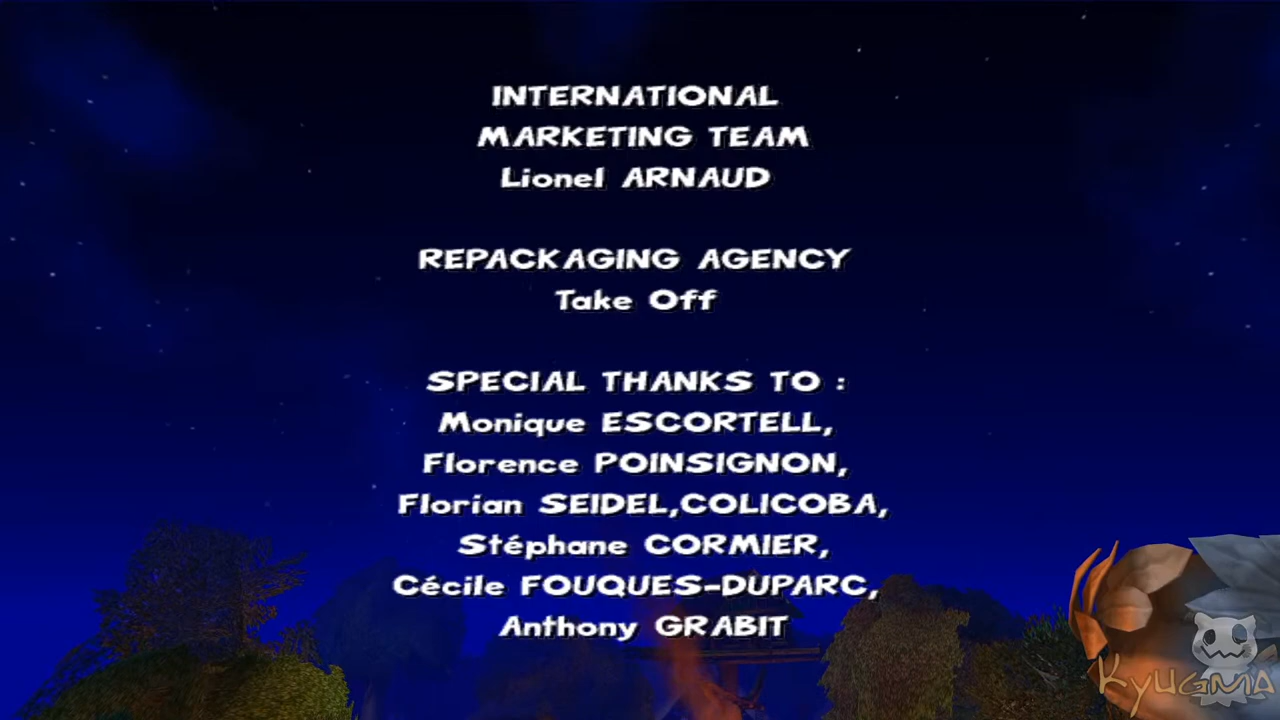 INTERNATIONAL
MARKETING TEAM
Lionel ARNAUD
REPACKAGING AGENCY
Take Off
SPECIAL THANKS TO :
Monique ESCORTELL,
Florence POINSIGNON,
Florian SEIDEL,COLICOBA,
Stéphane CORMIER,
Cécile FOUQUES-DUPARC,
Anthony GRABIT
KYUGMA